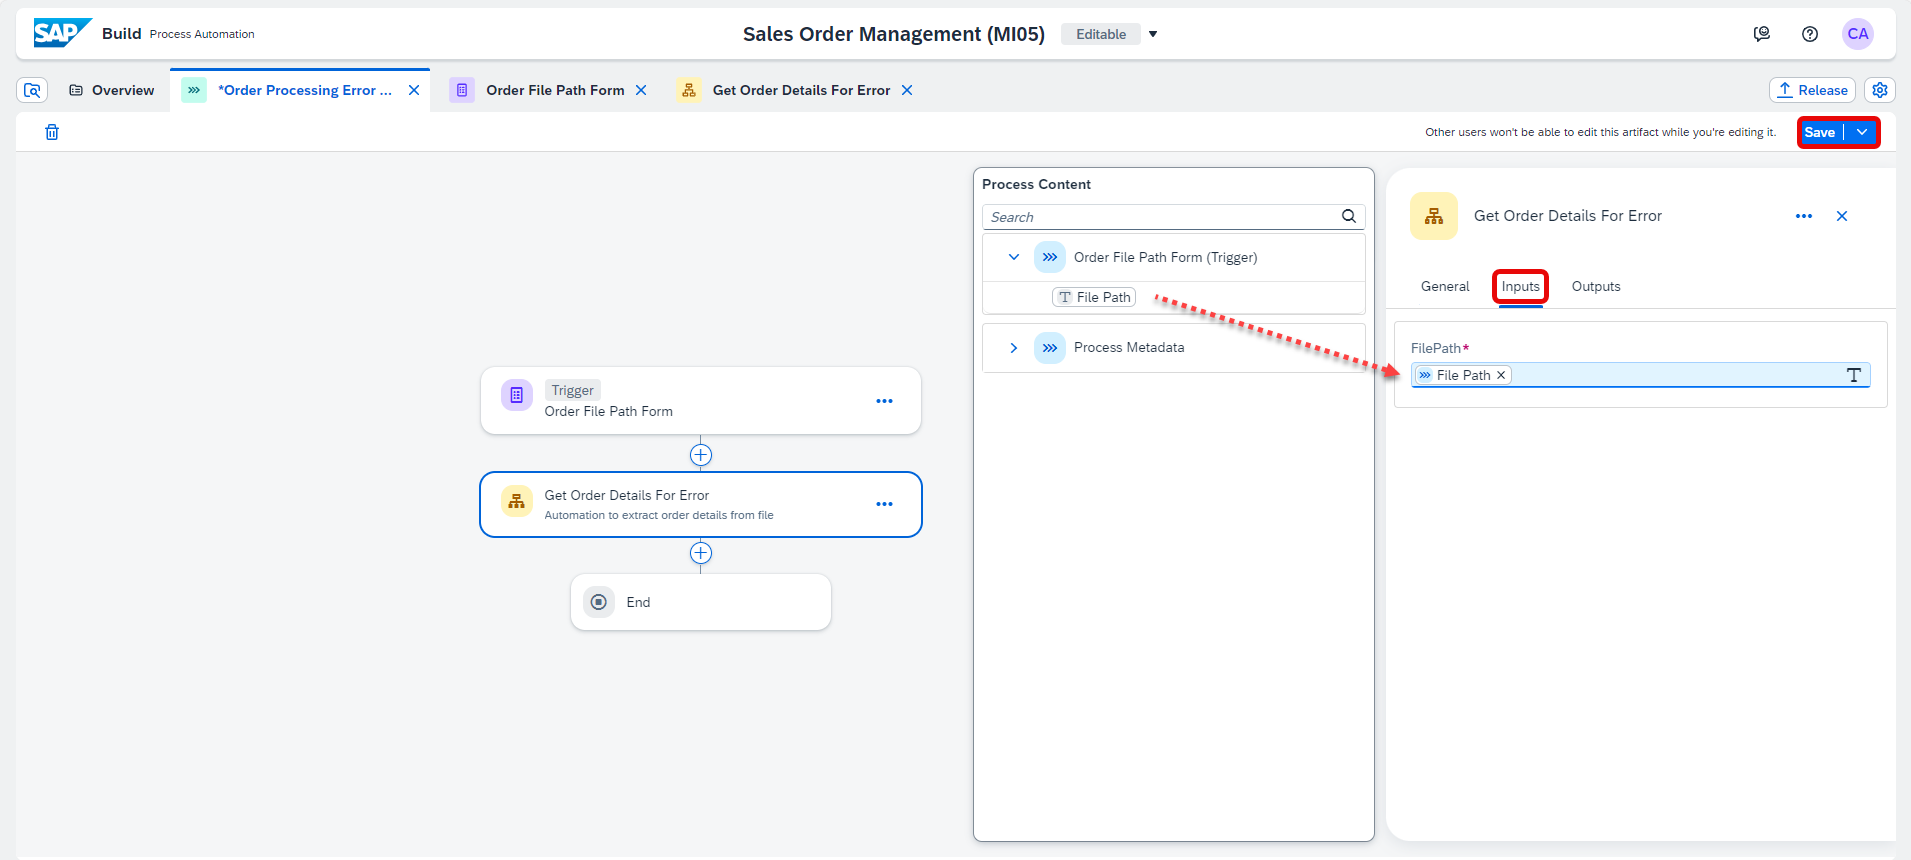 SAP Build Process Automation
Sales Order Management (MI05) Editable
CA
Overview
*Order Processing Error ...
Order File Path Form
Get Order Details For Error
Release
Other users won't be able to edit this artifact while you're editing it.
Save
Trigger
Order File Path Form
Get Order Details For Error
Automation to extract order details from file
End
Process Content
Search
Order File Path Form (Trigger)
T File Path
Process Metadata
Get Order Details For Error
General Inputs Outputs
FilePath*
File Path T